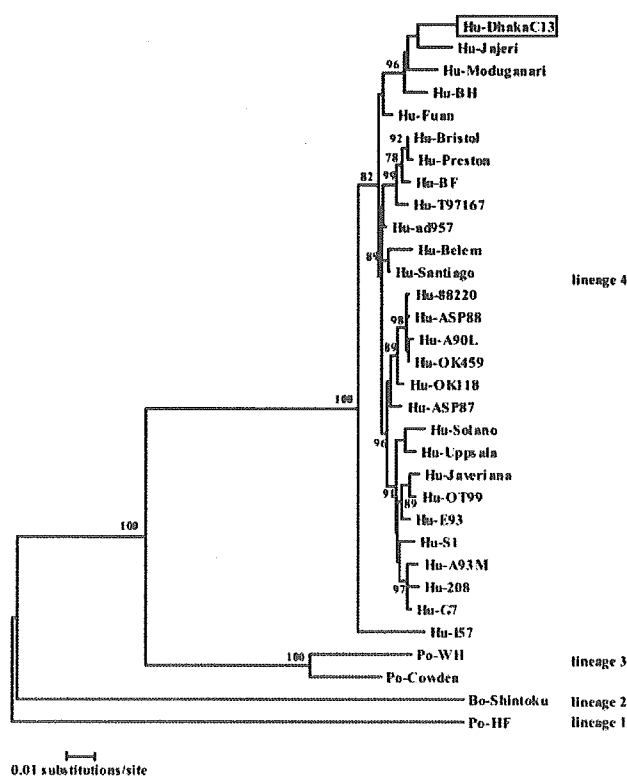 Hu-DhakaC13
Hu-Jajeri
96
Hu-Moduganari
Hu-BH
Hu-Fuan
92
Hu-Bristol
78
Hu-Preston
82
99
Hu-BF
Hu-T97167
Hu-ad957
89
Hu-Belem
Hu-Santiago
lineage 4
Hu-88220
98
Hu-ASP88
89
Hu-A90L
Hu-OK459
Hu-OK118
100
Hu-ASP87
96
Hu-Solano
Hu-Uppsala
Hu-Javeriana
91
89
Hu-OT99
100
Hu-E93
Hu-S1
Hu-A93M
97
Hu-208
Hu-G7
Hu-I57
100
Po-WH
lineage 3
Po-Cowden
Bo-Shintoku
lineage 2
Po-HF
lineage 1
0.01 substitutions/site